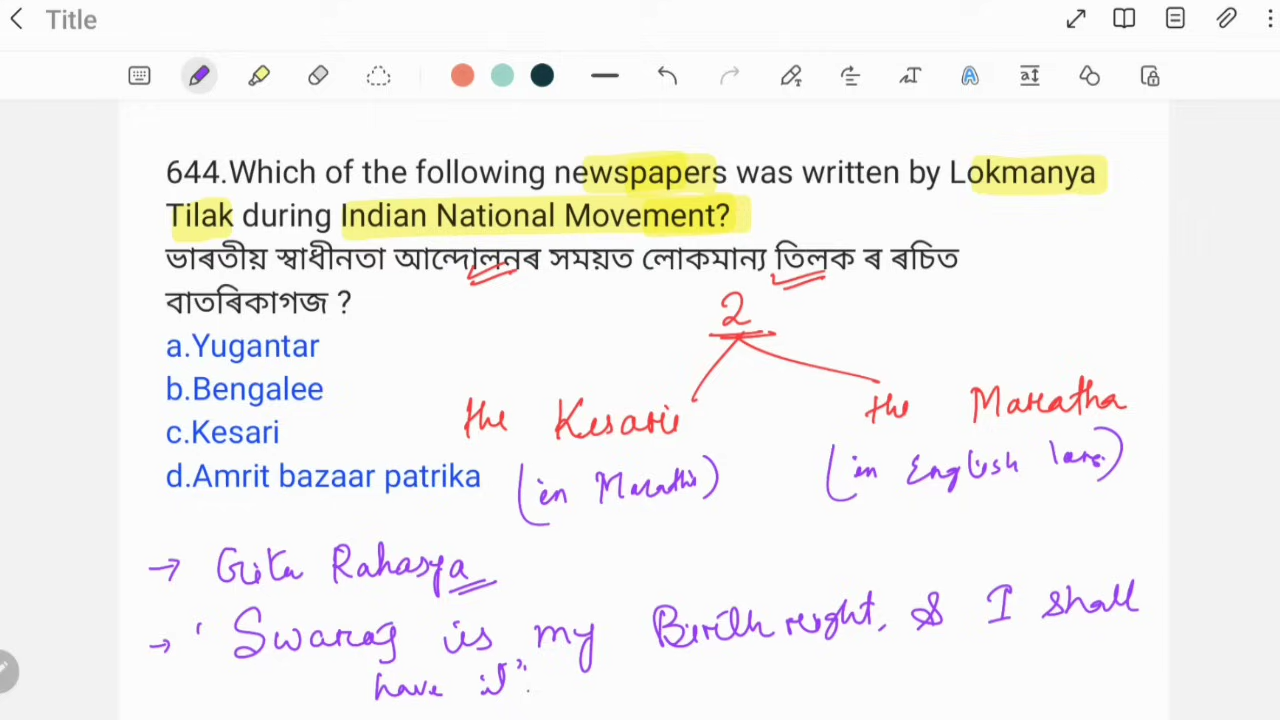 Title
644.Which of the following newspapers was written by Lokmanya
Tilak during Indian National Movement?
ভাৰতীয় স্বাধীনতা আন্দোলনৰ সময়ত লোকমান্য তিলক ৰ ৰচিত
বাতৰিকাগজ ?
2
a.Yugantar
b.Bengalee
c.Kesari
d.Amrit bazaar patrika
the Kesarie
the Maratha
(in Marathi)
(in English lang.)
→ Gita Rahasya
→ ' Swaraj is my Birth right, & I shall
have it".